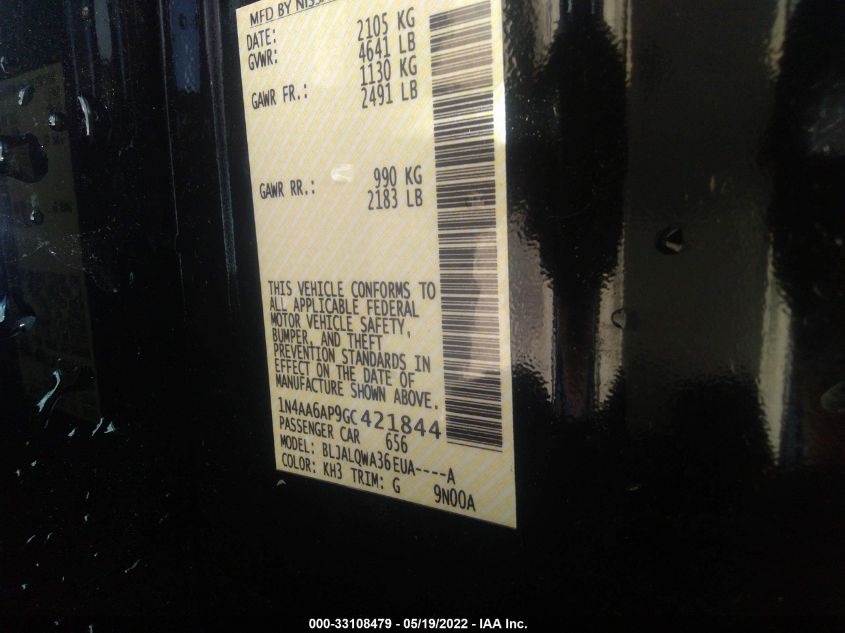 MFD BY NISS
DATE: 2105 KG
GVWR: 4641 LB
1130 KG
GAWR FR.: 2491 LB
990 KG
GAWR RR.: 2183 LB
THIS VEHICLE CONFORMS TO
ALL APPLICABLE FEDERAL
MOTOR VEHICLE SAFETY,
BUMPER, AND THEFT
PREVENTION STANDARDS IN
EFFECT ON THE DATE OF
MANUFACTURE SHOWN ABOVE.
1N4AA6AP9GC421844
PASSENGER CAR 656
MODEL: BLJALQWA36EUA----A
COLOR: KH3 TRIM: G 9N00A
000-33108479 - 05/19/2022 - IAA Inc.